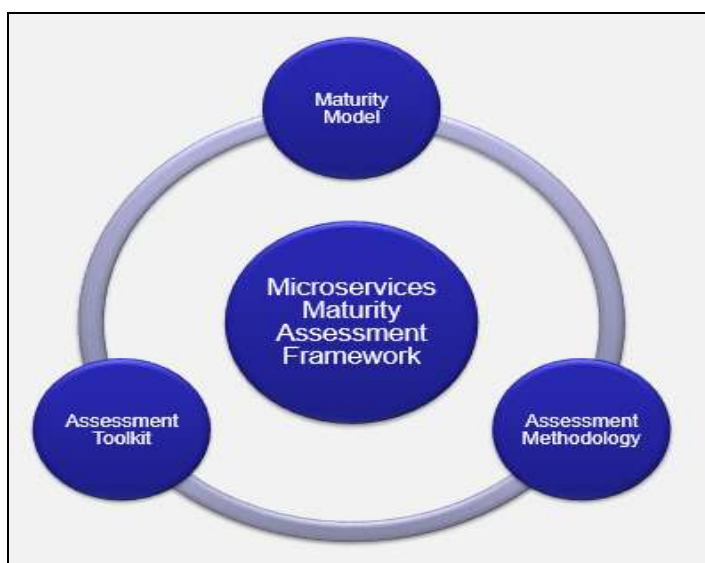 Maturity
Model
Microservices
Maturity
Assessment
Framework
Assessment
Toolkit
Assessment
Methodology